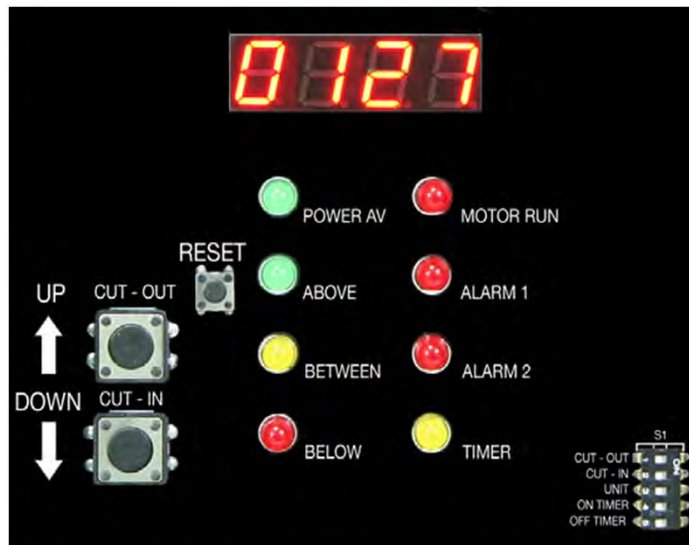 0127
POWER AV
MOTOR RUN
RESET
UP
CUT - OUT
ABOVE
ALARM 1
BETWEEN
ALARM 2
DOWN
CUT - IN
BELOW
TIMER
S1
CUT - OUT
ON
CUT - IN
UNIT
ON TIMER
OFF TIMER